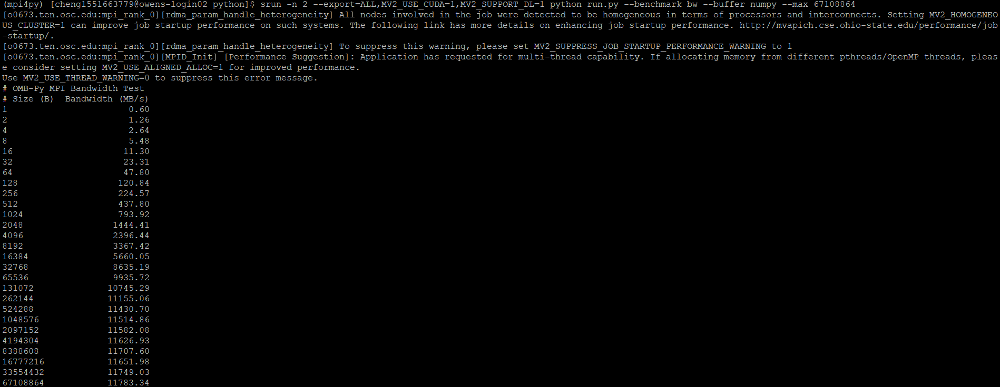 (mpi4py) [cheng1551663779@owens-login02 python]$ srun -n 2 --export=ALL,MV2_USE_CUDA=1,MV2_SUPPORT_DL=1 python run.py --benchmark bw --buffer numpy --max 67108864
[o0673.ten.osc.edu:mpi_rank_0][rdma_param_handle_heterogeneity] All nodes involved in the job were detected to be homogeneous in terms of processors and interconnects. Setting MV2_HOMOGENEO
US_CLUSTER=1 can improve job startup performance on such systems. The following link has more details on enhancing job startup performance. http://mvapich.cse.ohio-state.edu/performance/job
-startup/.
[o0673.ten.osc.edu:mpi_rank_0][rdma_param_handle_heterogeneity] To suppress this warning, please set MV2_SUPPRESS_JOB_STARTUP_PERFORMANCE_WARNING to 1
[o0673.ten.osc.edu:mpi_rank_0][MPID_Init] [Performance Suggestion]: Application has requested for multi-thread capability. If allocating memory from different pthreads/OpenMP threads, pleas
e consider setting MV2_USE_ALIGNED_ALLOC=1 for improved performance.
Use MV2_USE_THREAD_WARNING=0 to suppress this error message.
# OMB-Py MPI Bandwidth Test
# Size (B)  Bandwidth (MB/s)
1 0.60
2 1.26
4 2.64
8 5.48
16 11.30
32 23.31
64 47.80
128 120.84
256 224.57
512 437.80
1024 793.92
2048 1444.41
4096 2396.44
8192 3367.42
16384 5660.05
32768 8635.19
65536 9935.72
131072 10745.29
262144 11155.06
524288 11430.70
1048576 11514.86
2097152 11582.08
4194304 11626.93
8388608 11707.60
16777216 11651.98
33554432 11749.03
67108864 11783.34